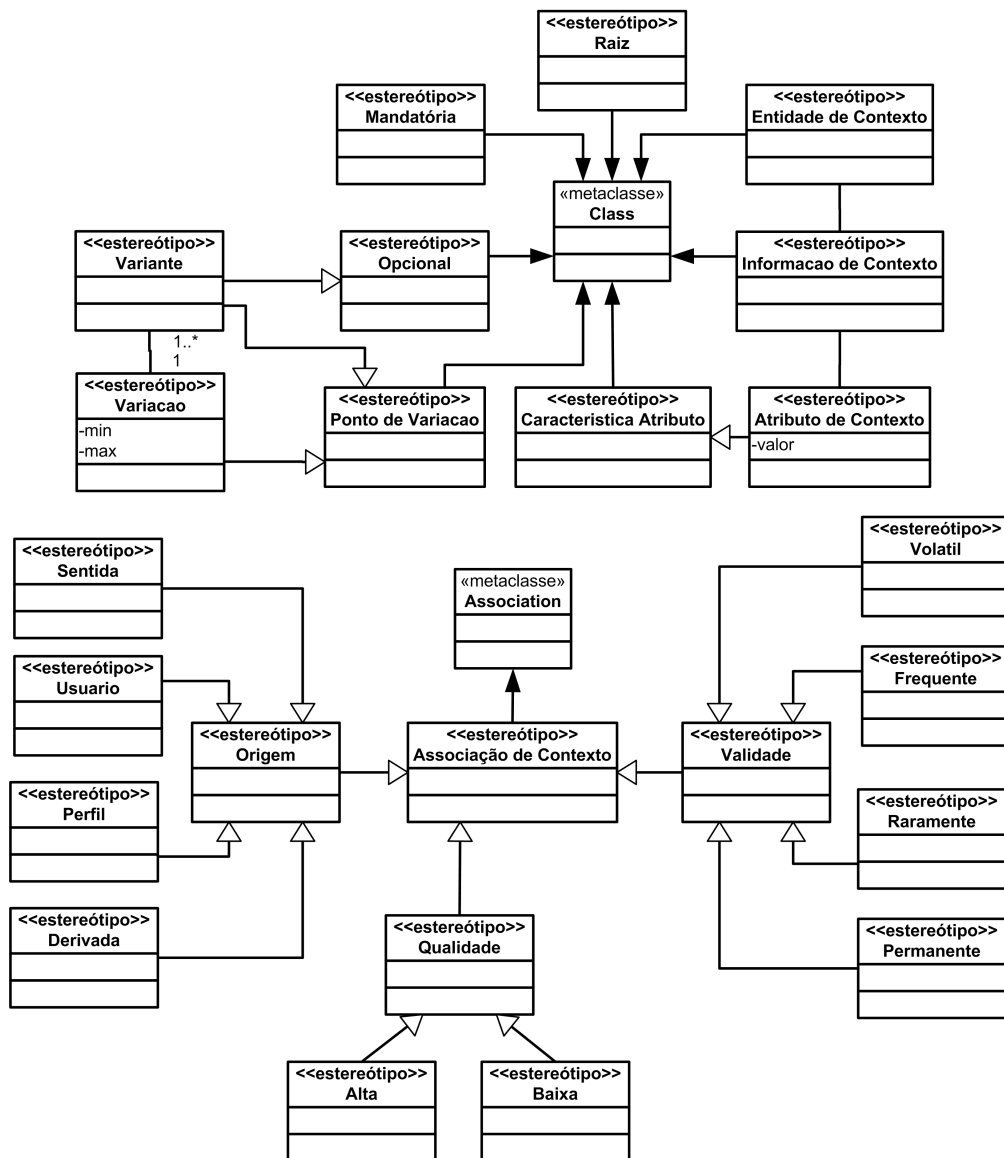 <<estereótipo>>
Raiz
<<estereótipo>>
Mandatória
<<estereótipo>>
Entidade de Contexto
«metaclasse»
Class
<<estereótipo>>
Variante
<<estereótipo>>
Opcional
<<estereótipo>>
Informacao de Contexto
1..*
1
<<estereótipo>>
Variacao
-min
-max
<<estereótipo>>
Ponto de Variacao
<<estereótipo>>
Caracteristica Atributo
<<estereótipo>>
Atributo de Contexto
-valor
<<estereótipo>>
Sentida
<<estereótipo>>
Volatil
«metaclasse»
Association
<<estereótipo>>
Usuario
<<estereótipo>>
Frequente
<<estereótipo>>
Origem
<<estereótipo>>
Associação de Contexto
<<estereótipo>>
Validade
<<estereótipo>>
Perfil
<<estereótipo>>
Raramente
<<estereótipo>>
Derivada
<<estereótipo>>
Qualidade
<<estereótipo>>
Permanente
<<estereótipo>>
Alta
<<estereótipo>>
Baixa